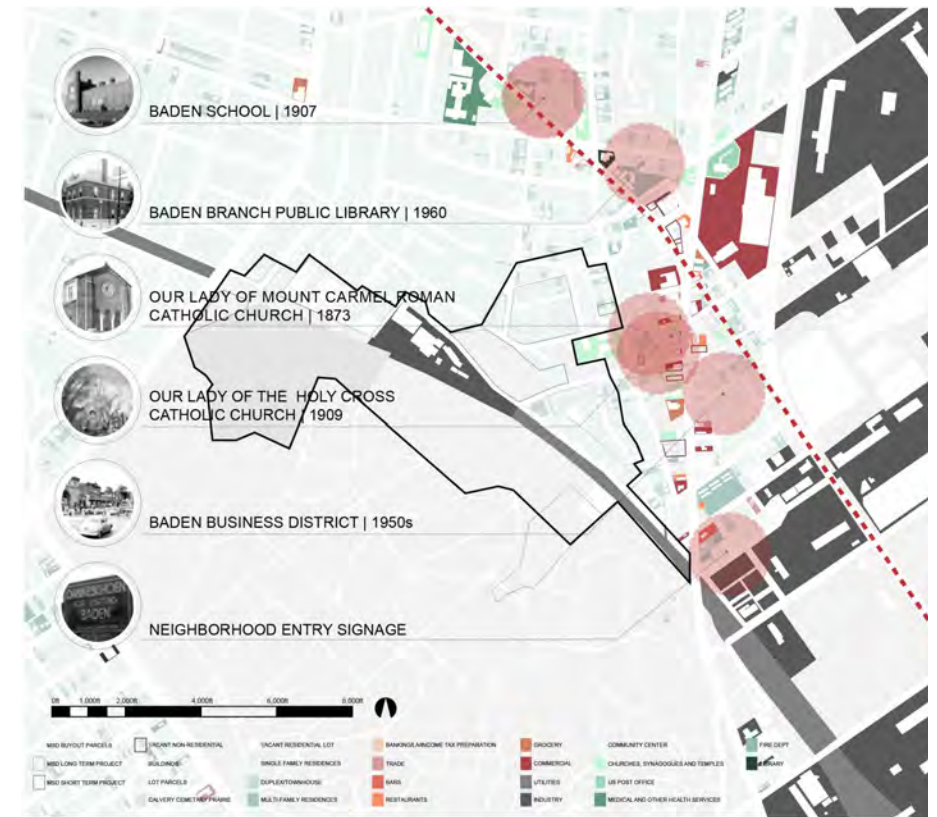 BADEN SCHOOL | 1907
BADEN BRANCH PUBLIC LIBRARY | 1960
OUR LADY OF MOUNT CARMEL ROMAN
CATHOLIC CHURCH | 1873
OUR LADY OF THE HOLY CROSS
CATHOLIC CHURCH | 1909
BADEN BUSINESS DISTRICT | 1950s
BADEN
NEIGHBORHOOD ENTRY SIGNAGE
0ft 1,000ft 2,000ft 4,000ft 6,000ft 8,000ft
MSD BUYOUT PARCELS
MSD LONG TERM PROJECT
MSD SHORT TERM PROJECT
VACANT NON-RESIDENTIAL
BUILDINGS
LOT PARCELS
CALVERY CEMETARY PRAIRIE
VACANT RESIDENTIAL LOT
SINGLE FAMILY RESIDENCES
DUPLEX/TOWNHOUSE
MULTI-FAMILY RESIDENCES
TAX PREPARATION
TRADE
BARS
RESTAURANTS
GROCERY
COMMERCIAL
UTILITIES
INDUSTRY
COMMUNITY CENTER
CHURCHES, SYNAGOGUES AND TEMPLES
US POST OFFICE
MEDICAL AND OTHER HEALTH SERVICES
FIRE DEPT
LIBRARY